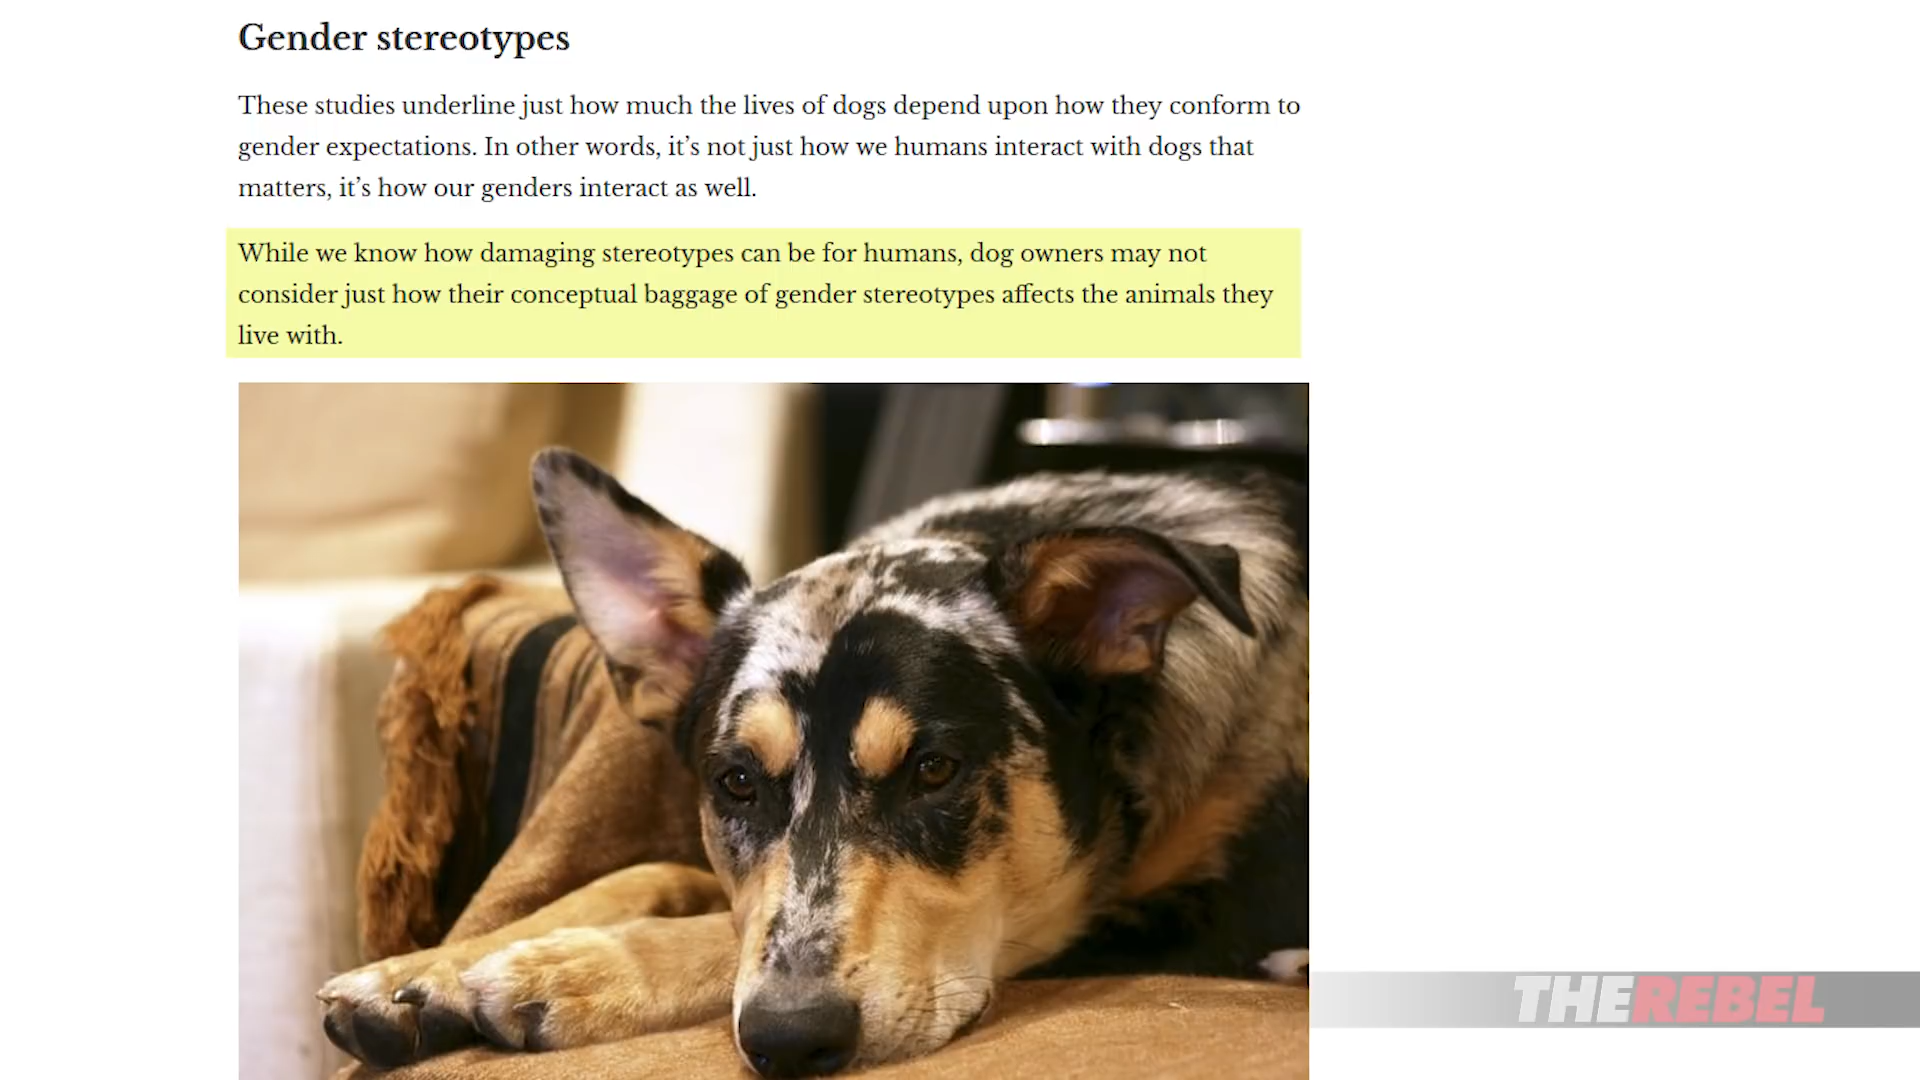 Gender stereotypes
These studies underline just how much the lives of dogs depend upon how they conform to
gender expectations. In other words, it’s not just how we humans interact with dogs that
matters, it’s how our genders interact as well.
While we know how damaging stereotypes can be for humans, dog owners may not
consider just how their conceptual baggage of gender stereotypes affects the animals they
live with.
THEREBEL